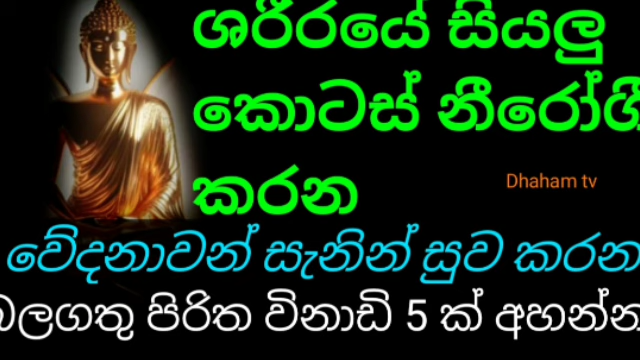 ශරීරයේ සියලු
කොටස් නීරෝගී
කරන
Dhaham tv
වේදනාවන් සැනින් සුව කරන
බලගතු පිරිත විනාඩි 5 ක් අහන්න